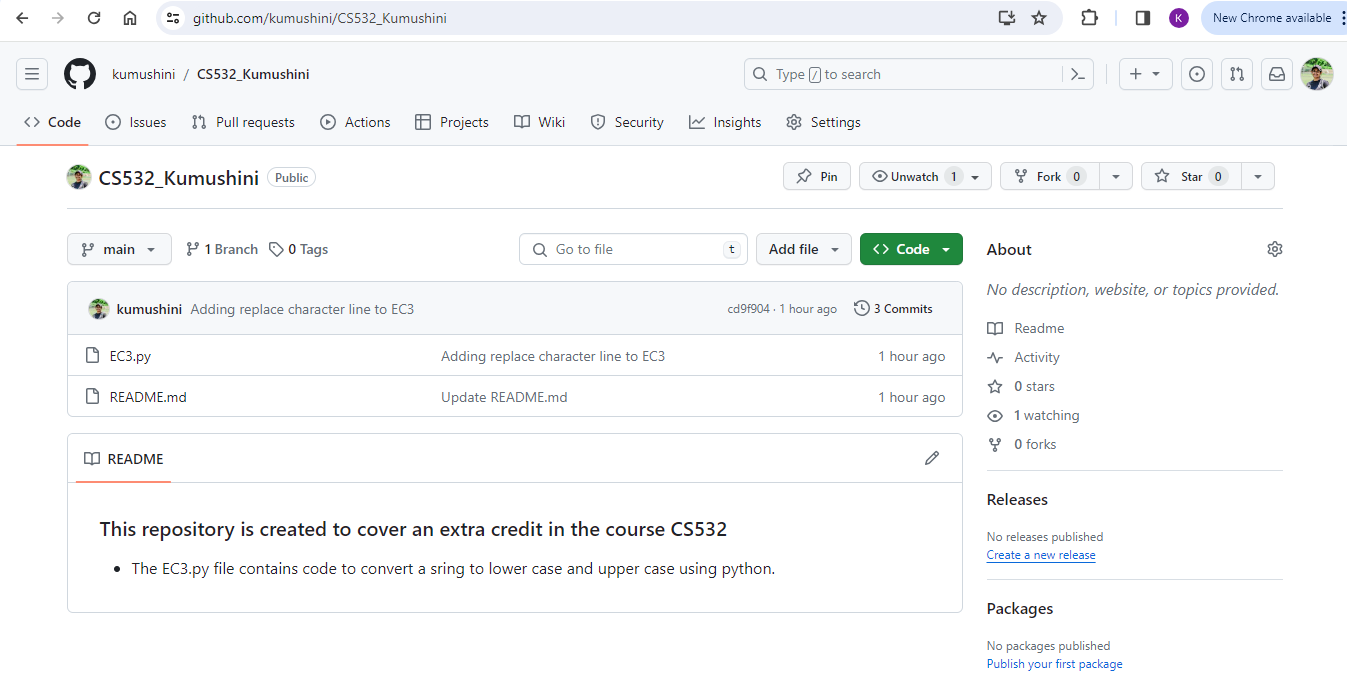 github.com/kumushini/CS532_Kumushini
K
New Chrome available
kumushini / CS532_Kumushini
Type / to search
Code Issues Pull requests Actions Projects Wiki Security Insights Settings
CS532_Kumushini Public
Pin Unwatch 1 Fork 0 Star 0
main 1 Branch 0 Tags
Go to file t Add file Code
kumushini Adding replace character line to EC3 cd9f904 · 1 hour ago 3 Commits
EC3.py Adding replace character line to EC3 1 hour ago
README.md Update README.md 1 hour ago
README
This repository is created to cover an extra credit in the course CS532
• The EC3.py file contains code to convert a sring to lower case and upper case using python.
About
No description, website, or topics provided.
Readme
Activity
0 stars
1 watching
0 forks
Releases
No releases published
Create a new release
Packages
No packages published
Publish your first package